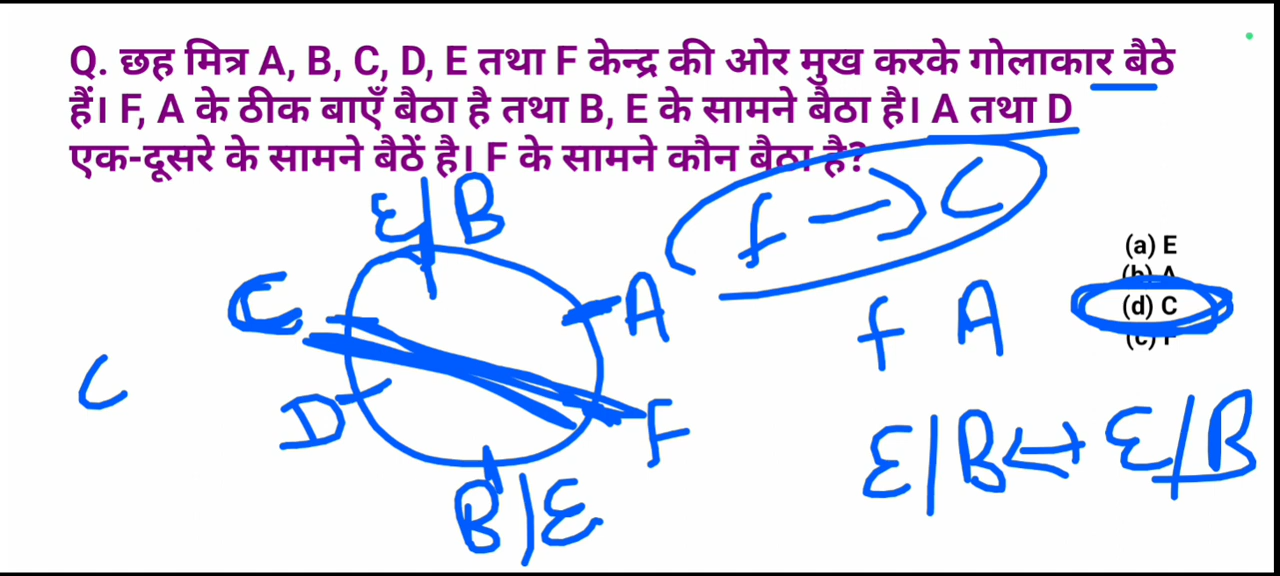 Q. छह मित्र A, B, C, D, E तथा F केन्द्र की ओर मुख करके गोलाकार बैठे
हैं। F, A के ठीक बाएँ बैठा है तथा B, E के सामने बैठा है। A तथा D
एक-दूसरे के सामने बैठें है। F के सामने कौन बैठा है?
E/B
f → C
(a) E
(b) A
(d) C
C
A
f A
C
D
F
E/B ↔ E/B
B/E